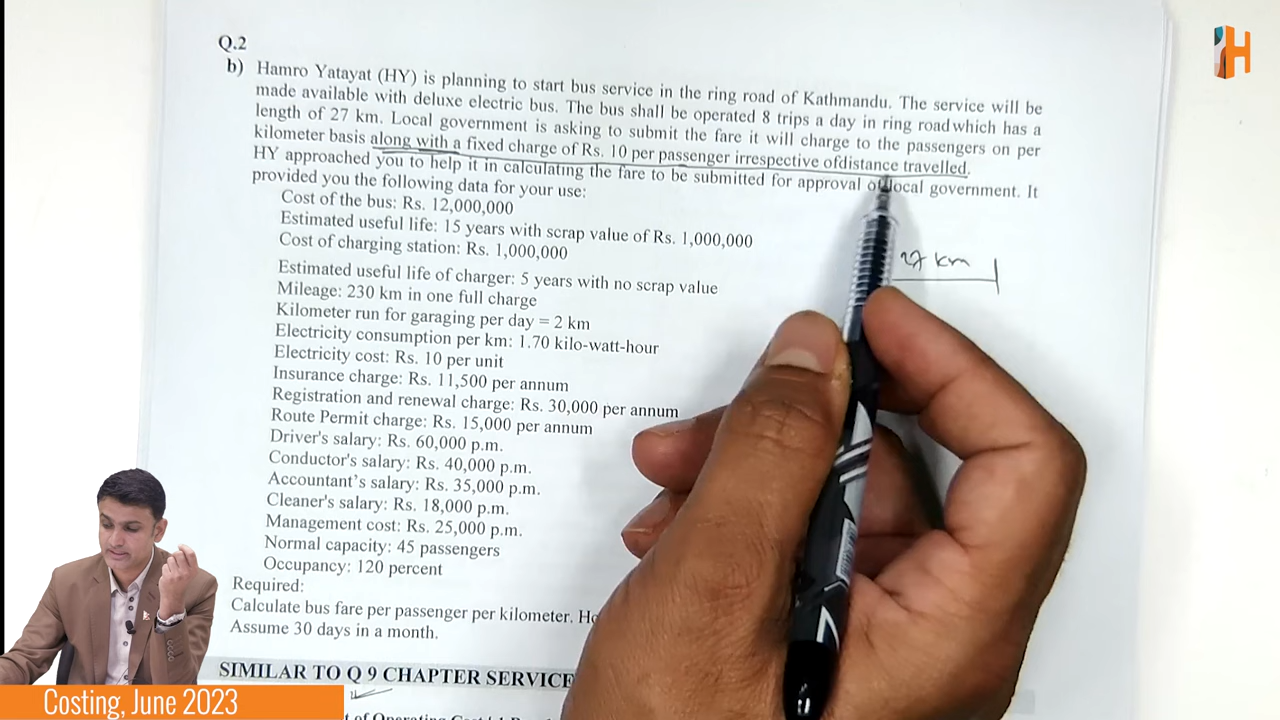 Q.2
b) Hamro Yatayat (HY) is planning to start bus service in the ring road of Kathmandu. The service will be
made available with deluxe electric bus. The bus shall be operated 8 trips a day in ring road which has a
length of 27 km. Local government is asking to submit the fare it will charge to the passengers on per
kilometer basis along with a fixed charge of Rs. 10 per passenger irrespective ofdistance travelled.
HY approached you to help it in calculating the fare to be submitted for approval of local government. It
provided you the following data for your use:
Cost of the bus: Rs. 12,000,000
Estimated useful life: 15 years with scrap value of Rs. 1,000,000
Cost of charging station: Rs. 1,000,000
27 km
Estimated useful life of charger: 5 years with no scrap value
Mileage: 230 km in one full charge
Kilometer run for garaging per day = 2 km
Electricity consumption per km: 1.70 kilo-watt-hour
Electricity cost: Rs. 10 per unit
Insurance charge: Rs. 11,500 per annum
Registration and renewal charge: Rs. 30,000 per annum
Route Permit charge: Rs. 15,000 per annum
Driver's salary: Rs. 60,000 p.m.
Conductor's salary: Rs. 40,000 p.m.
Accountant's salary: Rs. 35,000 p.m.
Cleaner's salary: Rs. 18,000 p.m.
Management cost: Rs. 25,000 p.m.
Normal capacity: 45 passengers
Occupancy: 120 percent
Required:
Calculate bus fare per passenger per kilometer.
Assume 30 days in a month.
SIMILAR TO Q 9 CHAPTER SERVICE
Costing, June 2023
H